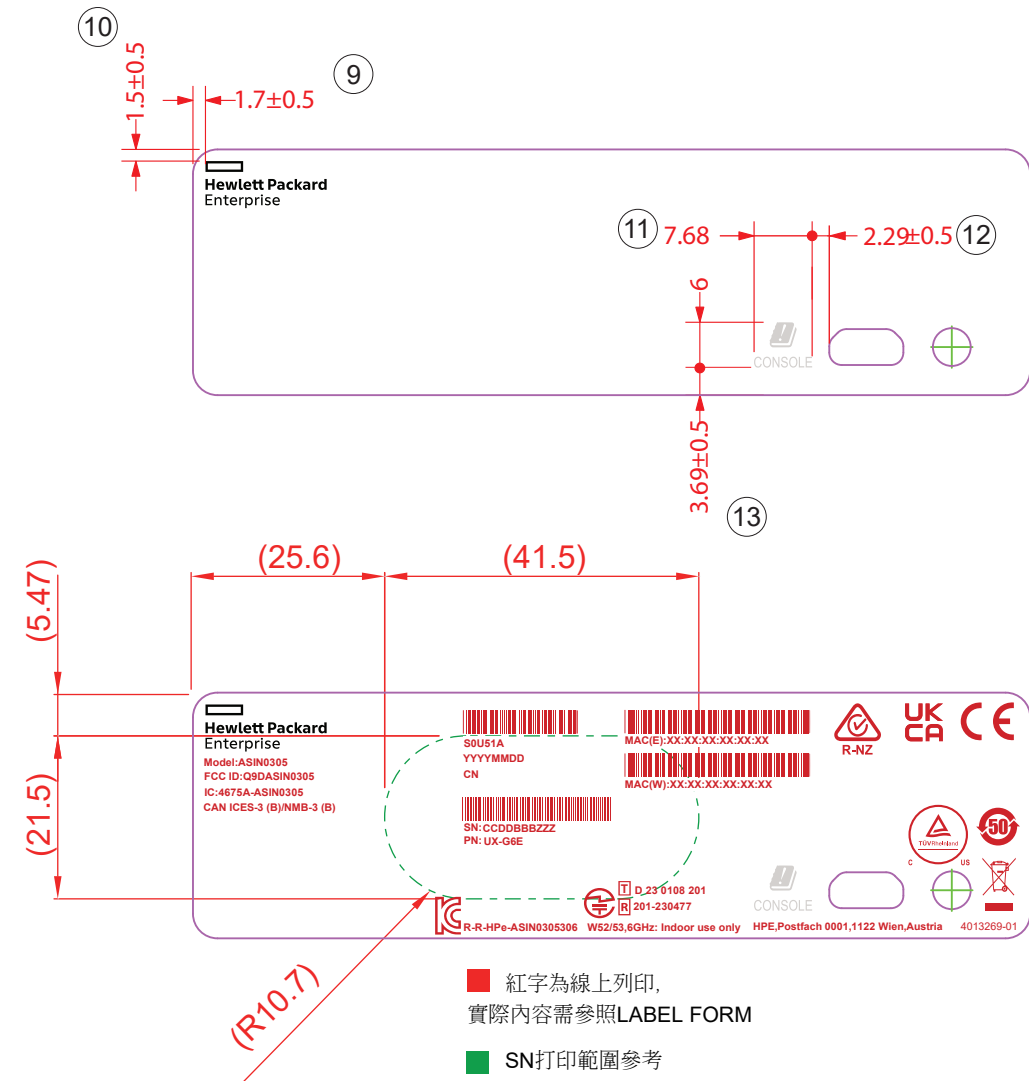 10
1.5±0.5
9
1.7±0.5
Hewlett Packard
Enterprise
11
7.68
2.29±0.5
12
6
CONSOLE
3.69±0.5
13
(25.6)
(41.5)
(5.47)
(21.5)
Hewlett Packard
Enterprise
Model:ASIN0305
FCC ID:Q9DASIN0305
IC:4675A-ASIN0305
CAN ICES-3 (B)/NMB-3 (B)
S0U51A
YYYYMMDD
CN
SN:CCDDBBBZZZ
PN: UX-G6E
MAC(E):XX:XX:XX:XX:XX:XX
MAC(W):XX:XX:XX:XX:XX:XX
R-NZ
UK
CA
CE
TÜVRheinland
C US
50
CONSOLE
T D 23 0108 201
R 201-230477
R-R-HPe-ASIN0305306 W52/53,6GHz: Indoor use only HPE,Postfach 0001,1122 Wien,Austria 4013269-01
(R10.7)
紅字為線上列印,
實際內容需參照LABEL FORM
SN打印範圍參考